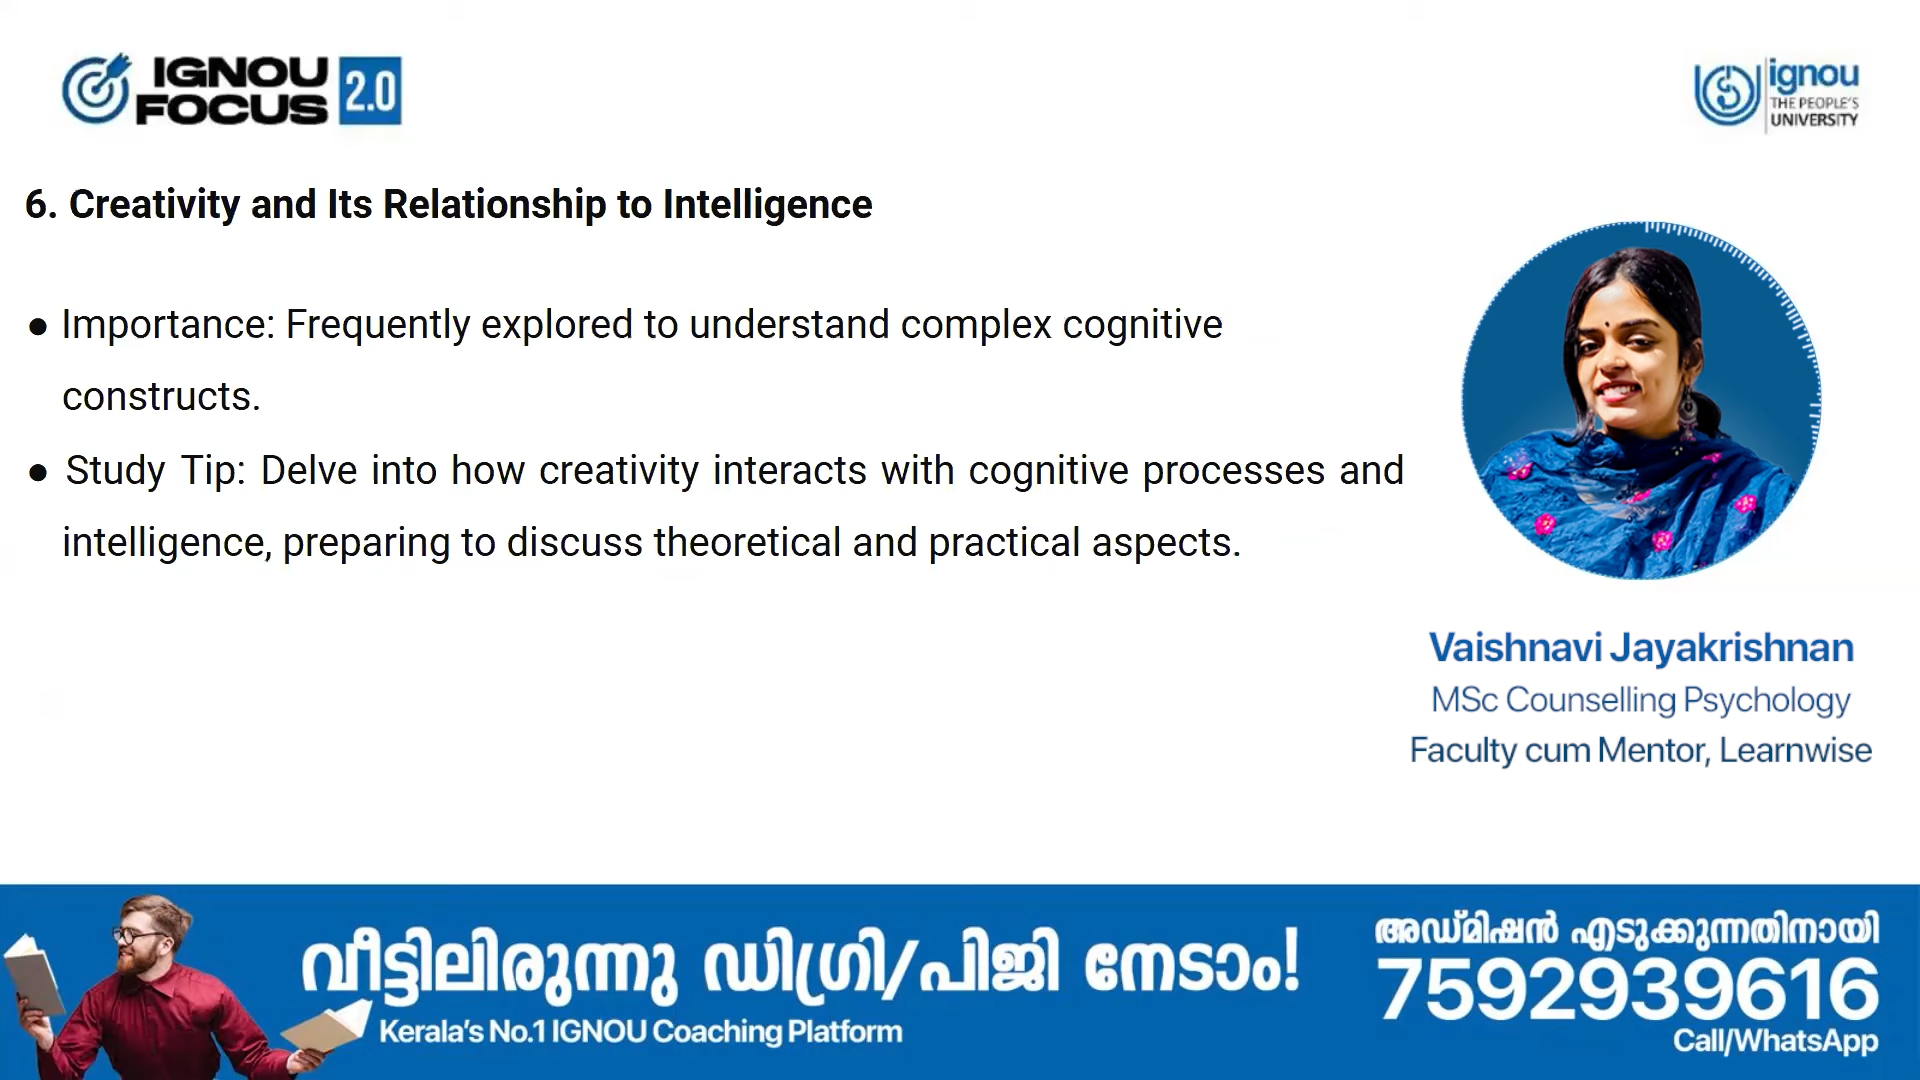 IGNOU
FOCUS 2.0
ignou
THE PEOPLE'S
UNIVERSITY
6. Creativity and Its Relationship to Intelligence
● Importance: Frequently explored to understand complex cognitive
constructs.
● Study Tip: Delve into how creativity interacts with cognitive processes and
intelligence, preparing to discuss theoretical and practical aspects.
Vaishnavi Jayakrishnan
MSc Counselling Psychology
Faculty cum Mentor, Learnwise
വീട്ടിലിരുന്നു ഡിഗ്രി/പിജി നേടാം!
Kerala's No.1 IGNOU Coaching Platform
അഡ്മിഷൻ എടുക്കുന്നതിനായി
7592939616
Call/WhatsApp